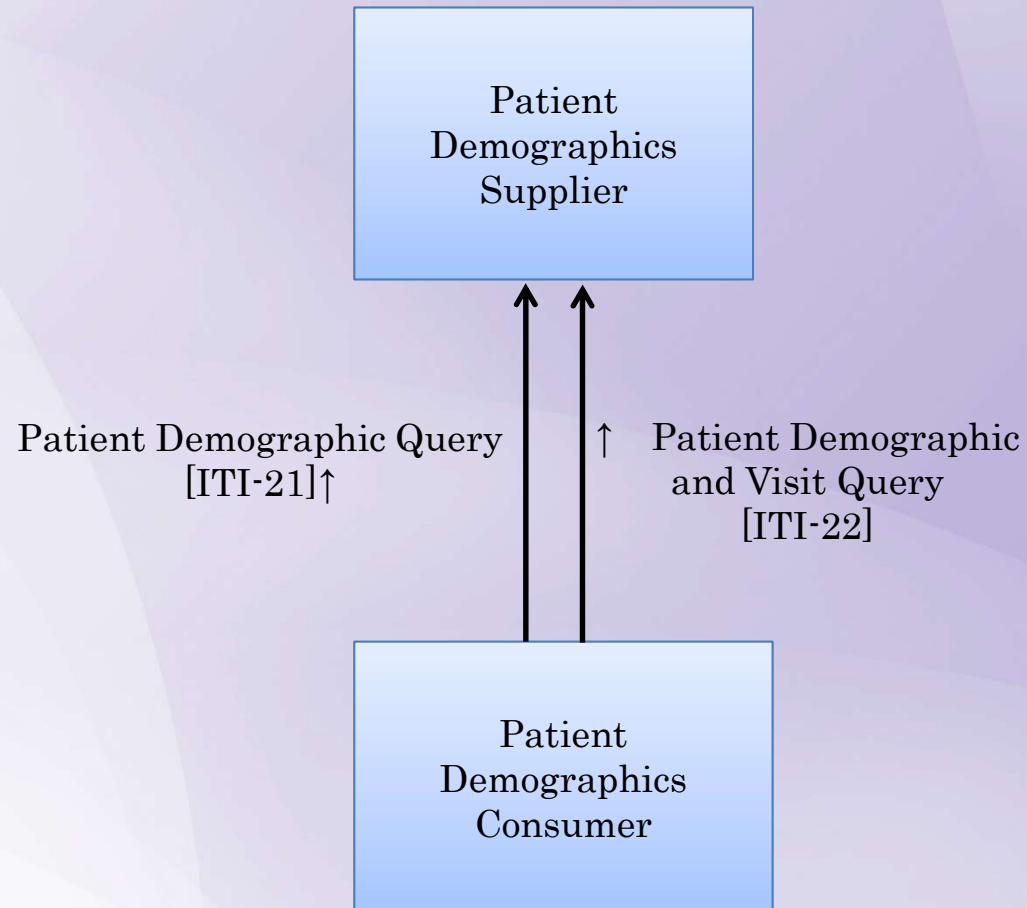 Patient
Demographics
Supplier
Patient Demographic Query
[ITI-21]↑
↑ Patient Demographic
and Visit Query
[ITI-22]
Patient
Demographics
Consumer